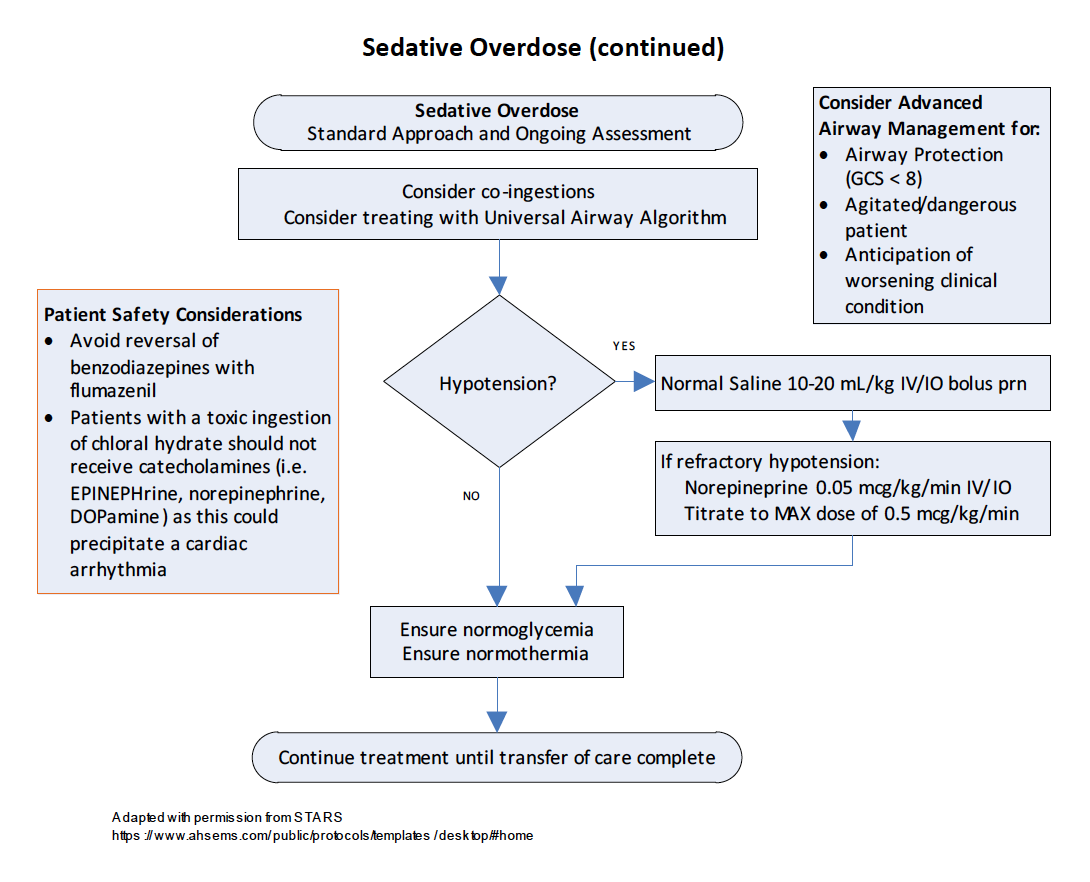 Sedative Overdose (continued)
Sedative Overdose
Standard Approach and Ongoing Assessment
Consider co-ingestions
Consider treating with Universal Airway Algorithm
Consider Advanced
Airway Management for:
• Airway Protection
(GCS < 8)
• Agitated/dangerous
patient
• Anticipation of
worsening clinical
condition
Patient Safety Considerations
• Avoid reversal of
benzodiazepines with
flumazenil
• Patients with a toxic ingestion
of chloral hydrate should not
receive catecholamines (i.e.
EPINEPHrine, norepinephrine,
DOPamine) as this could
precipitate a cardiac
arrhythmia
Hypotension?
YES
Normal Saline 10-20 mL/kg IV/IO bolus prn
If refractory hypotension:
Norepineprine 0.05 mcg/kg/min IV/IO
Titrate to MAX dose of 0.5 mcg/kg/min
NO
Ensure normoglycemia
Ensure normothermia
Continue treatment until transfer of care complete
Adapted with permission from STARS
https://www.ahsems.com/public/protocols/templates/desktop/#home